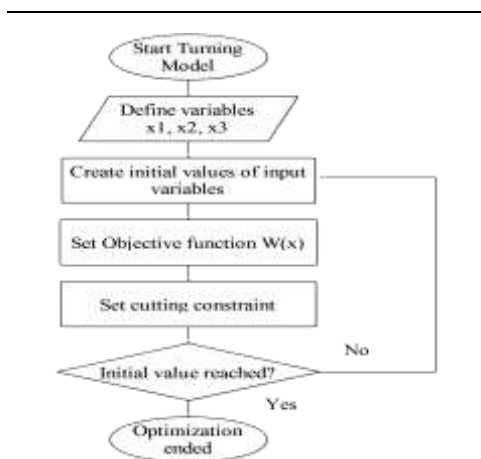 Start Turning
Model
Define variables
x1, x2, x3
Create initial values of input
variables
Set Objective function W(x)
Set cutting constraint
No
Initial value reached?
Yes
Optimization
ended